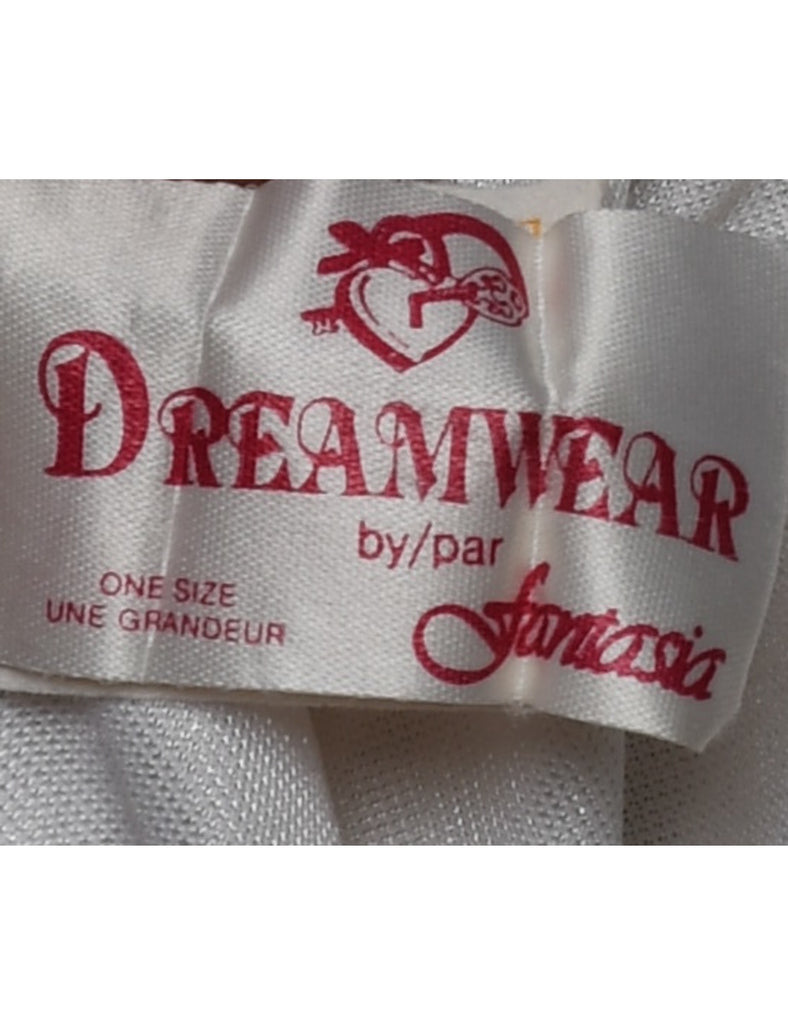 DREAMWEAR
by/par
fantasia
ONE SIZE
UNE GRANDEUR